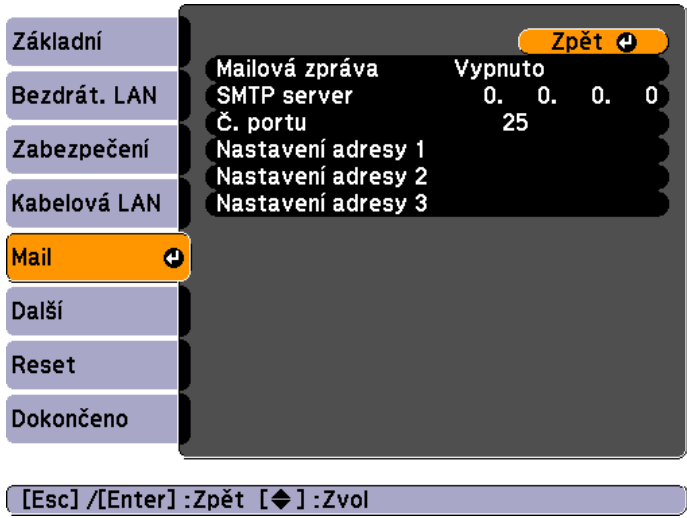 Základní
Bezdrát. LAN
Zabezpečení
Kabelová LAN
Mail
Další
Reset
Dokončeno
Zpět
Mailová zpráva Vypnuto
SMTP server 0. 0. 0. 0
Č. portu 25
Nastavení adresy 1
Nastavení adresy 2
Nastavení adresy 3
[Esc] /[Enter] :Zpět [◆] :Zvol